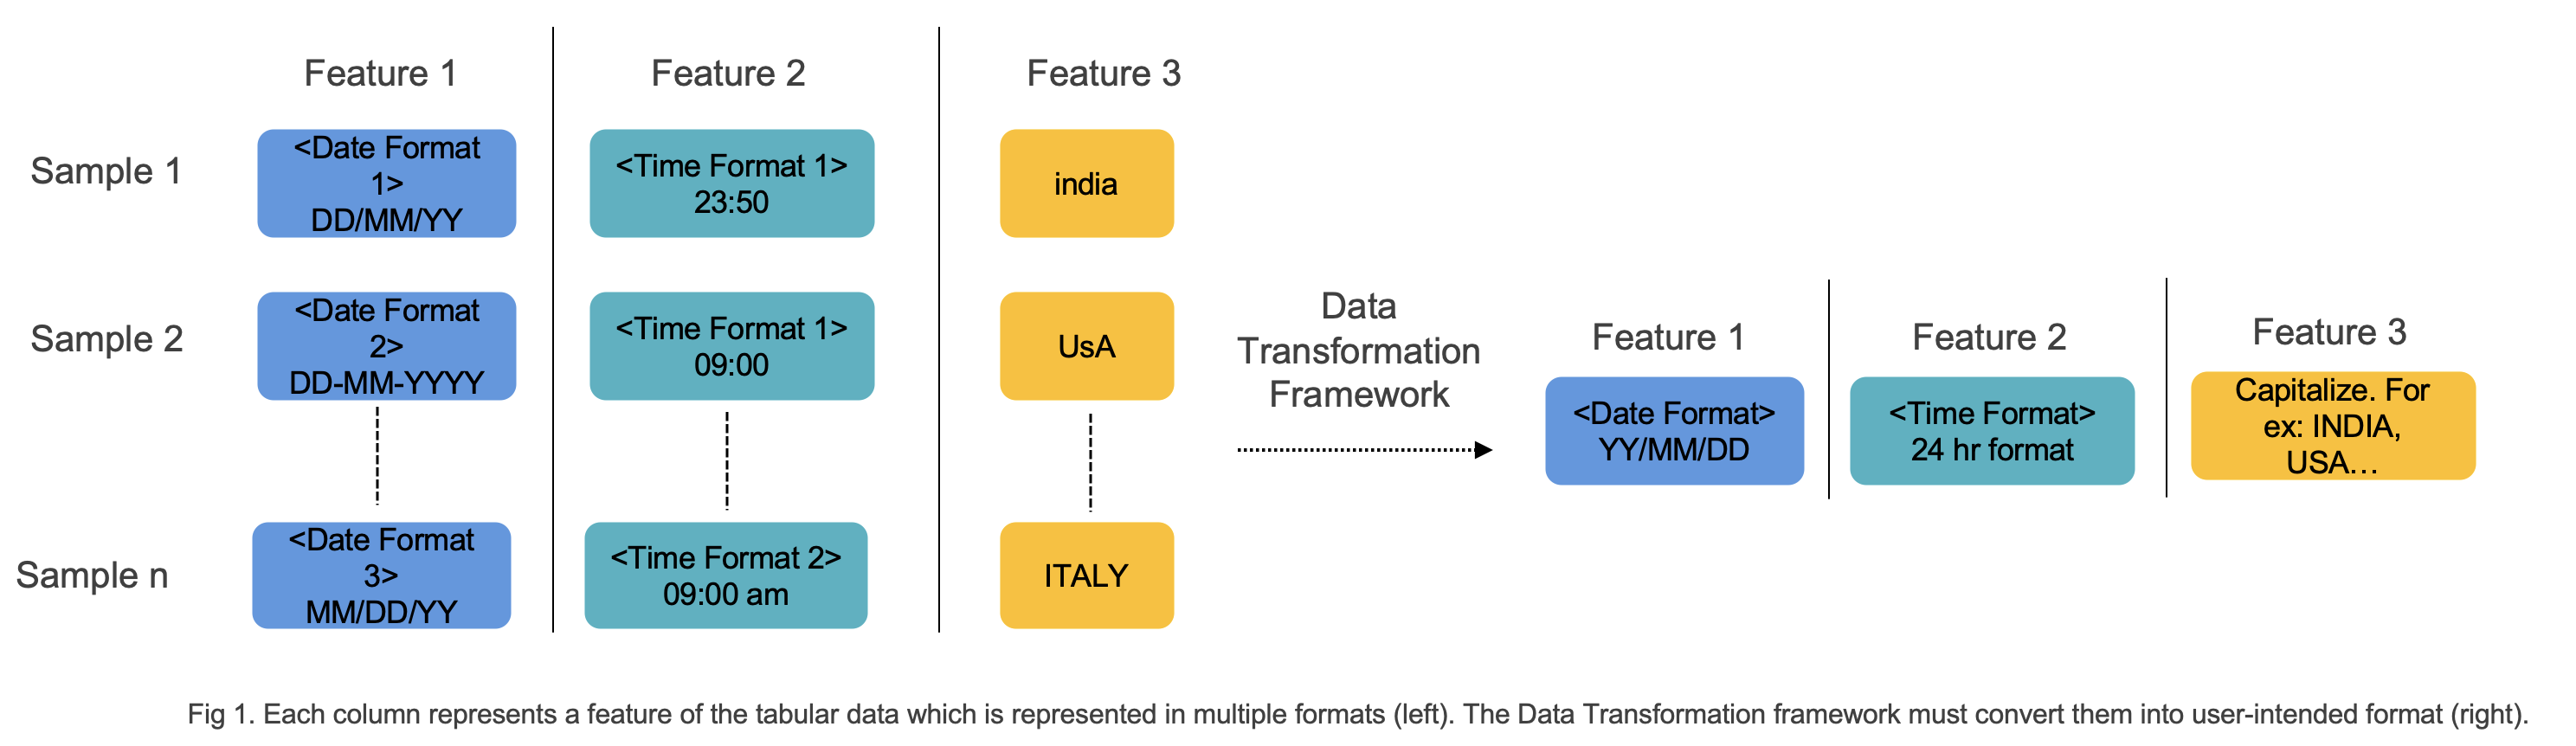 Feature 1
Feature 2
Feature 3
Sample 1
<Date Format
1>
DD/MM/YY
<Time Format 1>
23:50
india
Sample 2
<Date Format
2>
DD-MM-YYYY
<Time Format 1>
09:00
UsA
Sample n
<Date Format
3>
MM/DD/YY
<Time Format 2>
09:00 am
ITALY
Data
Transformation
Framework
Feature 1
Feature 2
Feature 3
<Date Format>
YY/MM/DD
<Time Format>
24 hr format
Capitalize. For
ex: INDIA,
USA...
Fig 1. Each column represents a feature of the tabular data which is represented in multiple formats (left). The Data Transformation framework must convert them into user-intended format (right).